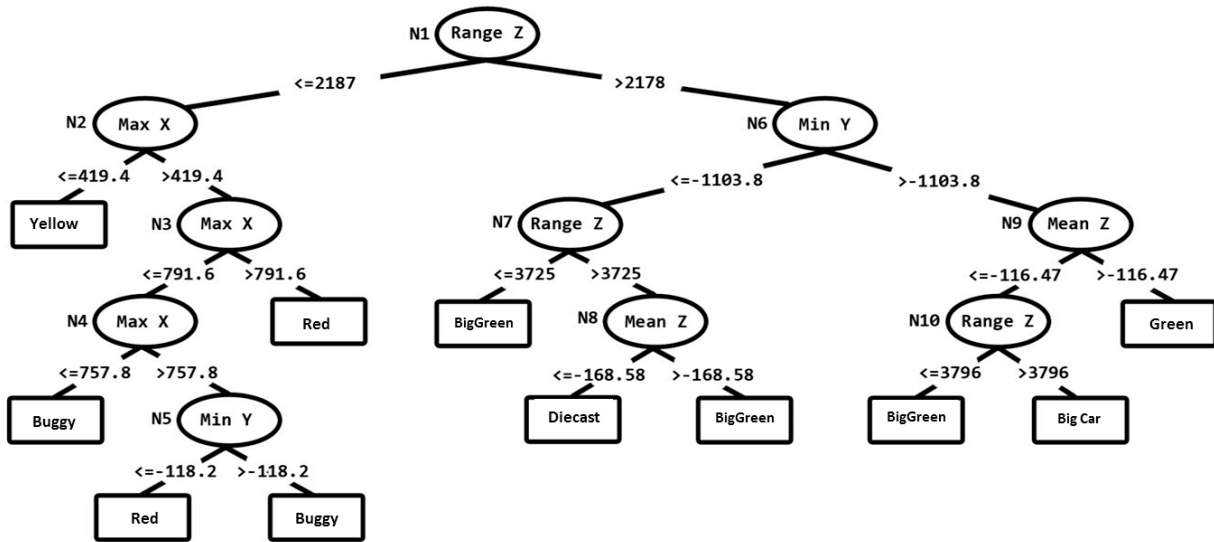 N1 Range Z
<=2187 >2178
N2 Max X N6 Min Y
<=419.4 >419.4 <=-1103.8 >-1103.8
Yellow N3 Max X N7 Range Z N9 Mean Z
<=791.6 >791.6 <=3725 >3725 <=-116.47 >-116.47
N4 Max X Red BigGreen N8 Mean Z N10 Range Z Green
<=757.8 >757.8 <=-168.58 >-168.58 <=3796 >3796
Buggy N5 Min Y Diecast BigGreen BigGreen Big Car
<=-118.2 >-118.2
Red Buggy